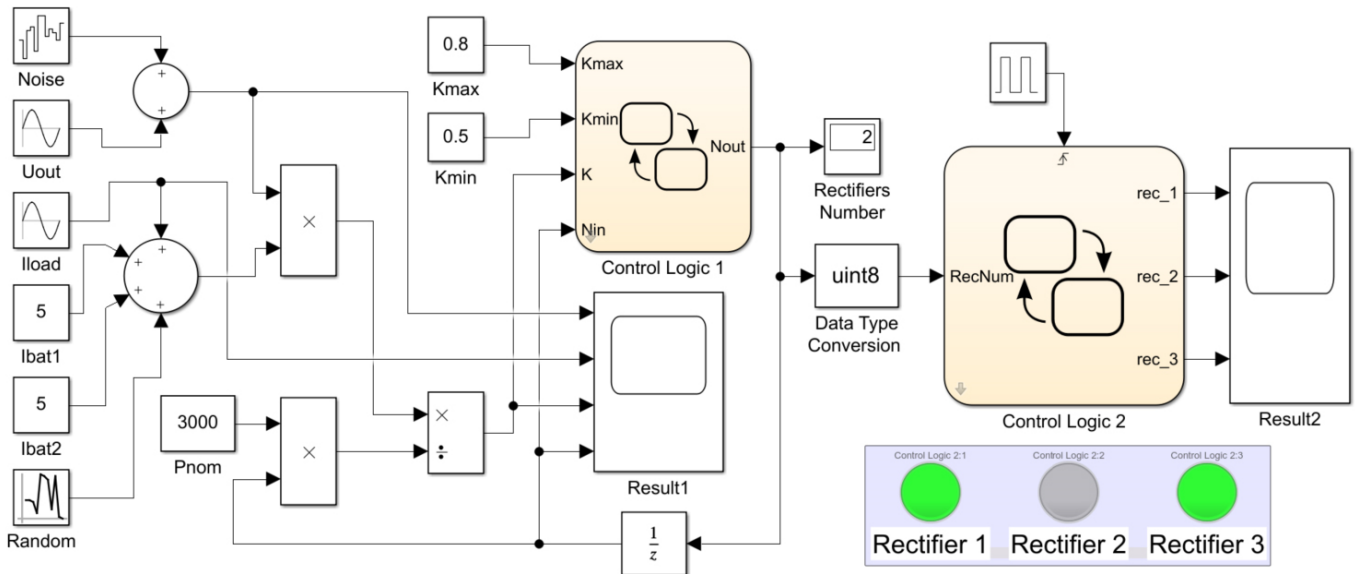 Noise
+
+
Uout
Iload
+
+
+
+
+
5
Ibat1
5
Ibat2
Random
×
3000
Pnom
×
×
÷
0.8
Kmax
0.5
Kmin
Kmax
Kmin
K
Nin
Nout
Control Logic 1
Result1
1
z
2
Rectifiers
Number
uint8
Data Type
Conversion
RecNum
rec_1
rec_2
rec_3
Control Logic 2
Result2
Control Logic 2:1
Control Logic 2:2
Control Logic 2:3
Rectifier 1
Rectifier 2
Rectifier 3